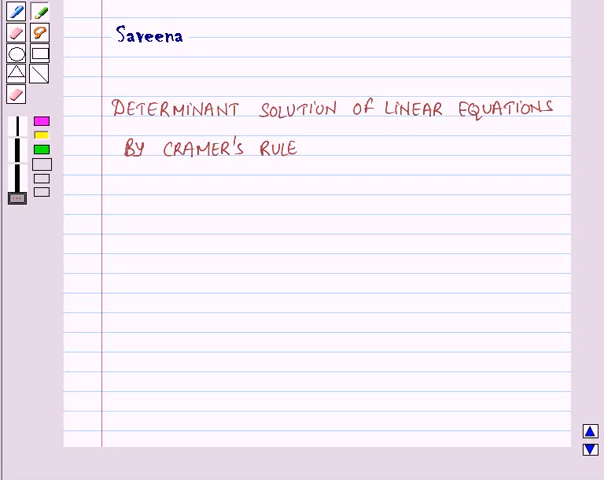 Saveena
DETERMINANT SOLUTION OF LINEAR EQUATIONS
BY CRAMER'S RULE